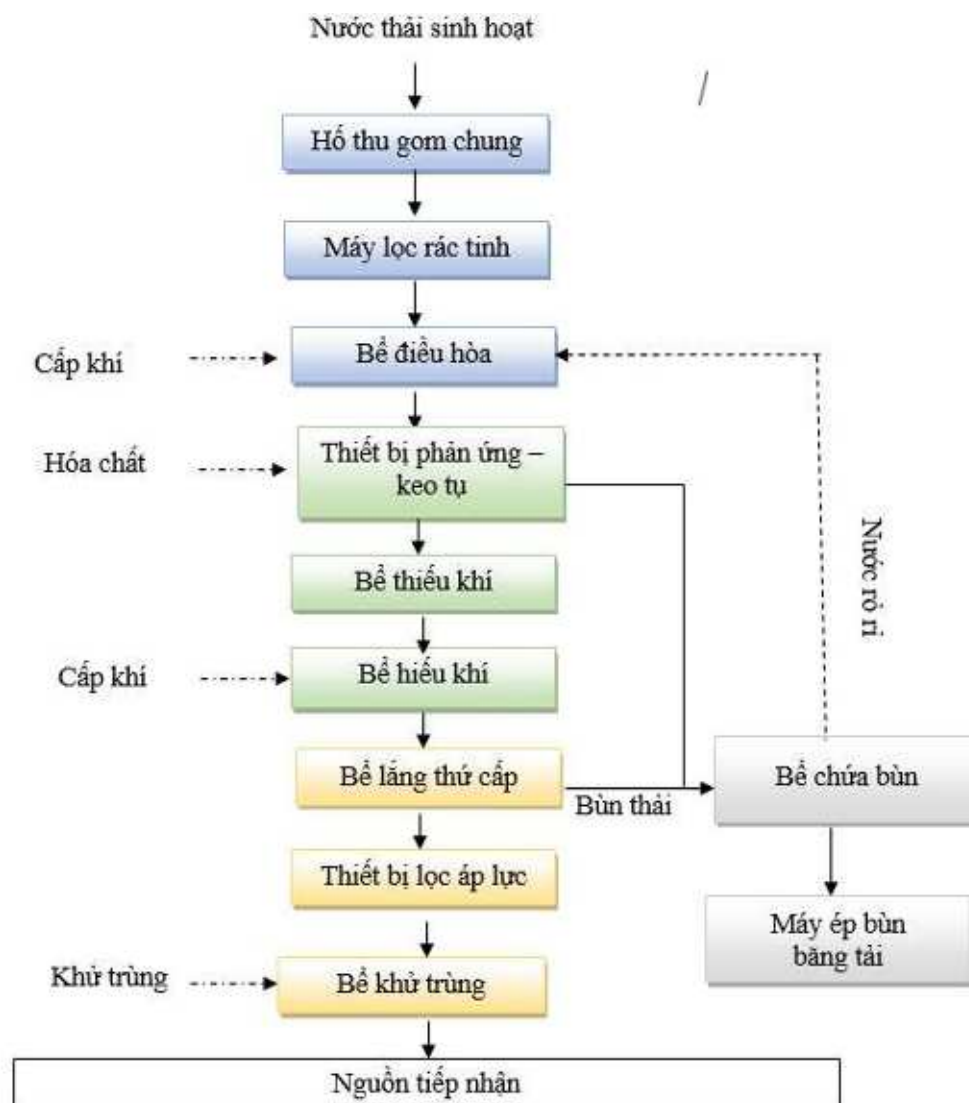 Nước thải sinh hoạt
Hố thu gom chung
Máy lọc rác tinh
Cấp khí
Bể điều hòa
Hóa chất
Thiết bị phản ứng –
keo tụ
Bể thiếu khí
Cấp khí
Bể hiếu khí
Nước rỏ rỉ
Bể lắng thứ cấp
Bùn thải
Bể chứa bùn
Thiết bị lọc áp lực
Máy ép bùn
băng tải
Khử trùng
Bể khử trùng
Nguồn tiếp nhận